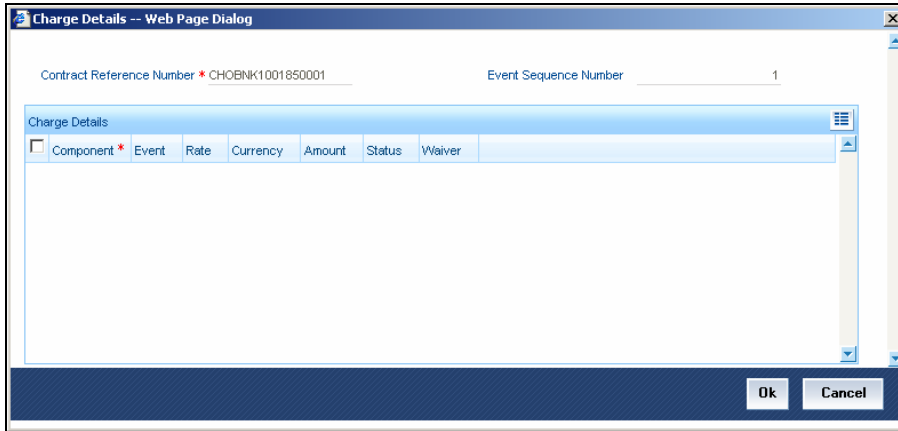 Charge Details -- Web Page Dialog
Contract Reference Number * CHOBNK1001850001 Event Sequence Number 1
Charge Details
Component * Event Rate Currency Amount Status Waiver
Ok Cancel